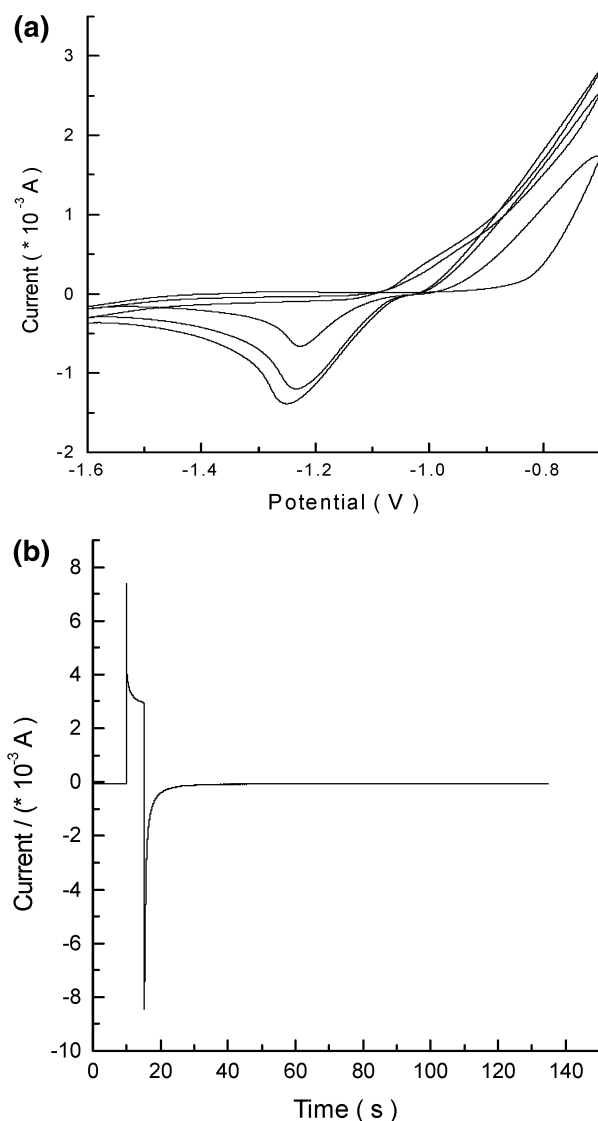 (a)
3
2
1
0
-1
-2
Current ( * 10 -3 A )
-1.6 -1.4 -1.2 -1.0 -0.8
Potential ( V )
(b)
8
6
4
2
0
-2
-4
-6
-8
-10
Current / (* 10-3 A )
0 20 40 60 80 100 120 140
Time ( s )